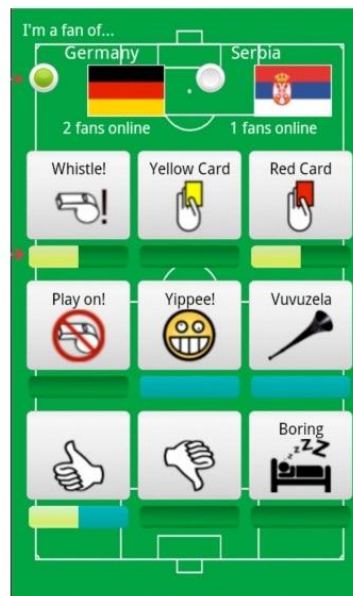 I'm a fan of...
Germany Serbia
2 fans online 1 fans online
Whistle! Yellow Card Red Card
!
Play on! Yippee! Vuvuzela
Boring
zzZZ